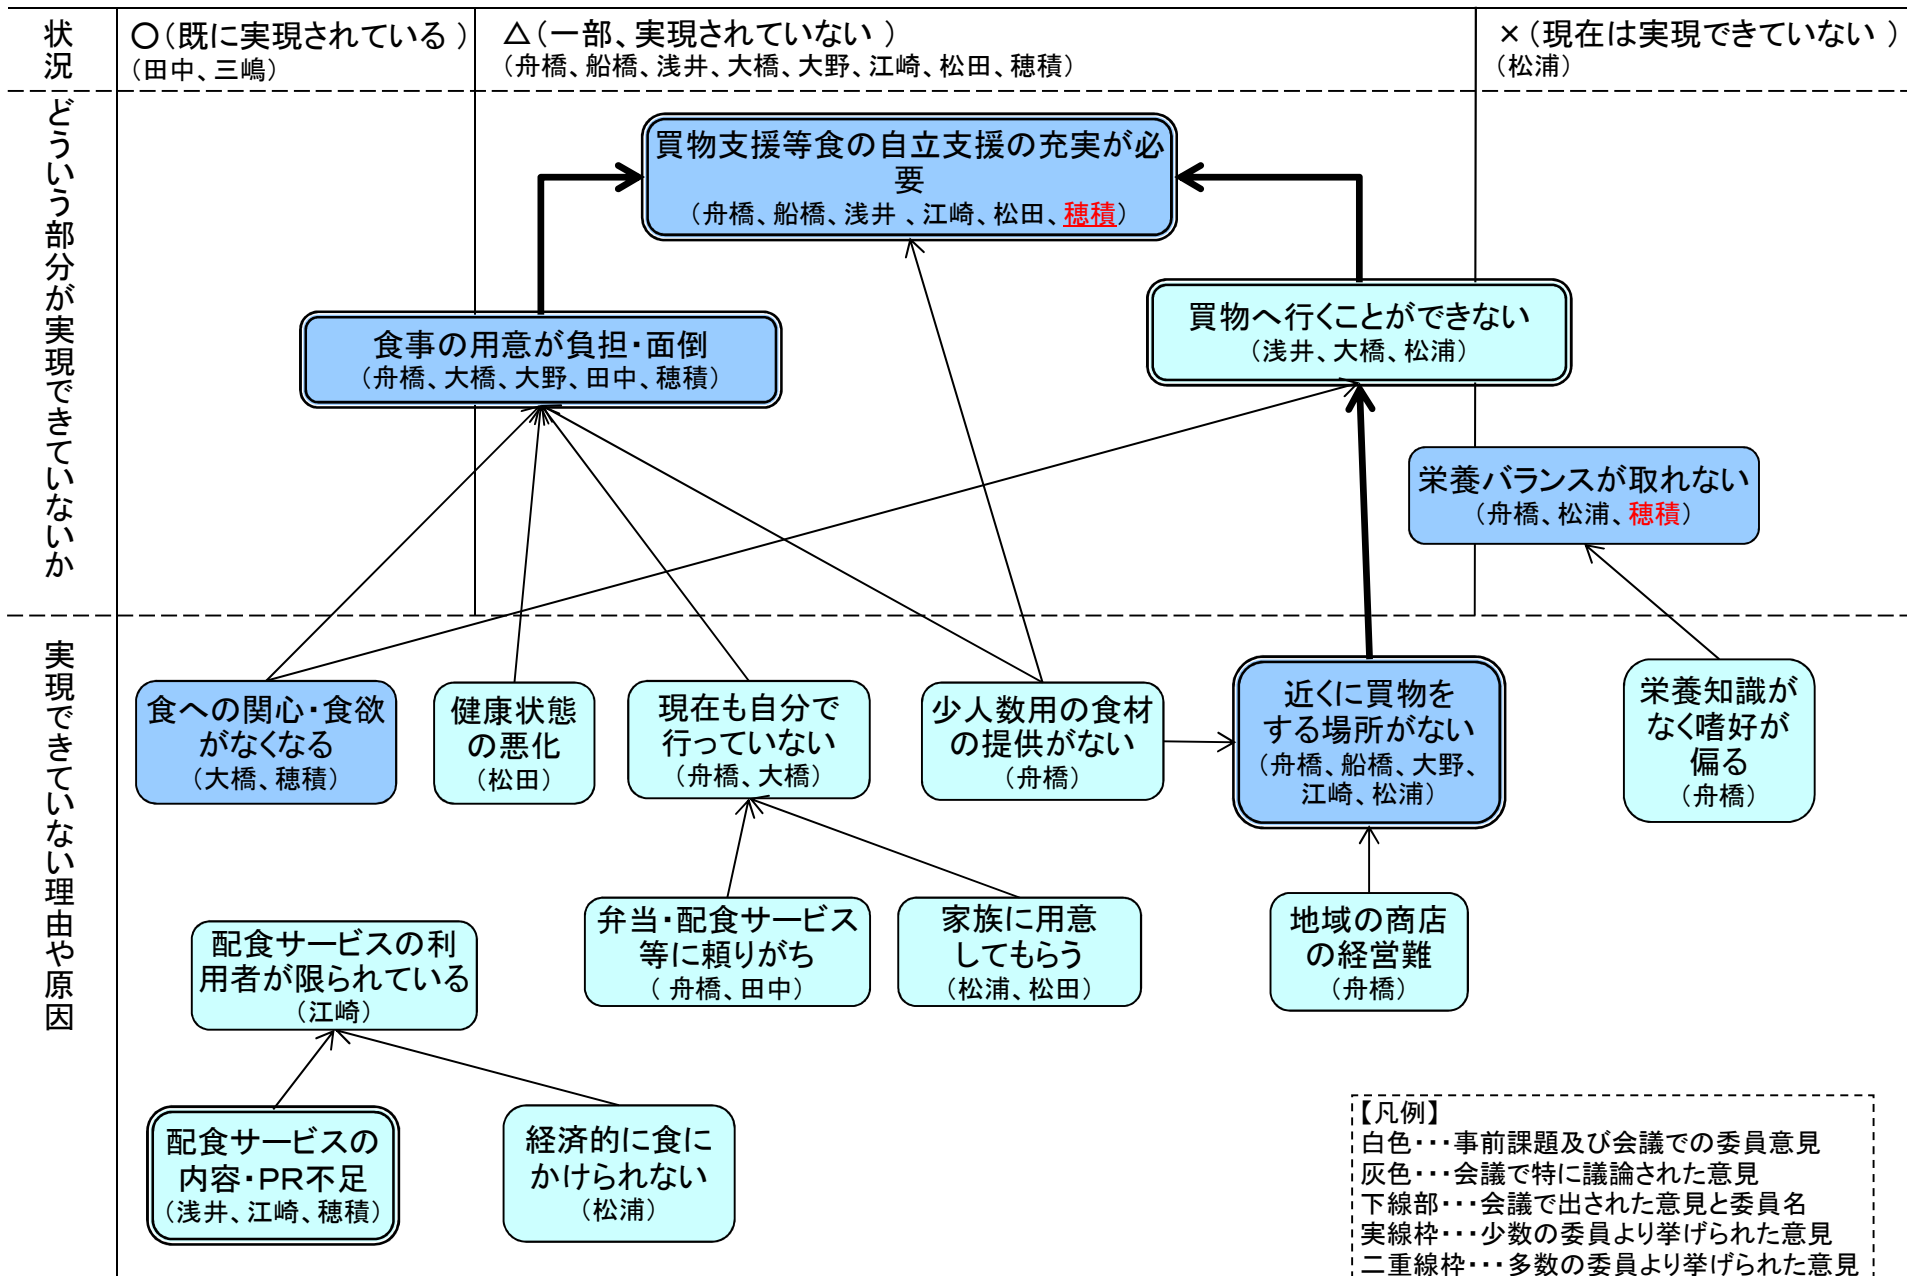 状況
○(既に実現されている )
(田中、三嶋)
△(一部、実現されていない )
(舟橋、船橋、浅井、大橋、大野、江崎、松田、穂積)
×(現在は実現できていない )
(松浦)
どういう部分が実現できていないか
買物支援等食の自立支援の充実が必
要
(舟橋、船橋、浅井 、江崎、松田、穂積)
食事の用意が負担・面倒
(舟橋、大橋、大野、田中、穂積)
買物へ行くことができない
(浅井、大橋、松浦)
栄養バランスが取れない
(舟橋、松浦、穂積)
実現できていない理由や原因
食への関心・食欲
がなくなる
(大橋、穂積)
健康状態
の悪化
(松田)
現在も自分で
行っていない
(舟橋、大橋)
少人数用の食材
の提供がない
(舟橋)
近くに買物を
する場所がない
(舟橋、船橋、大野、
江崎、松浦)
栄養知識が
なく嗜好が
偏る
(舟橋)
配食サービスの利
用者が限られている
(江崎)
弁当・配食サービス
等に頼りがち
( 舟橋、田中)
家族に用意
してもらう
(松浦、松田)
地域の商店
の経営難
(舟橋)
配食サービスの
内容・PR不足
(浅井、江崎、穂積)
経済的に食に
かけられない
(松浦)
【凡例】
白色・・・事前課題及び会議での委員意見
灰色・・・会議で特に議論された意見
下線部・・・会議で出された意見と委員名
実線枠・・・少数の委員より挙げられた意見
二重線枠・・・多数の委員より挙げられた意見